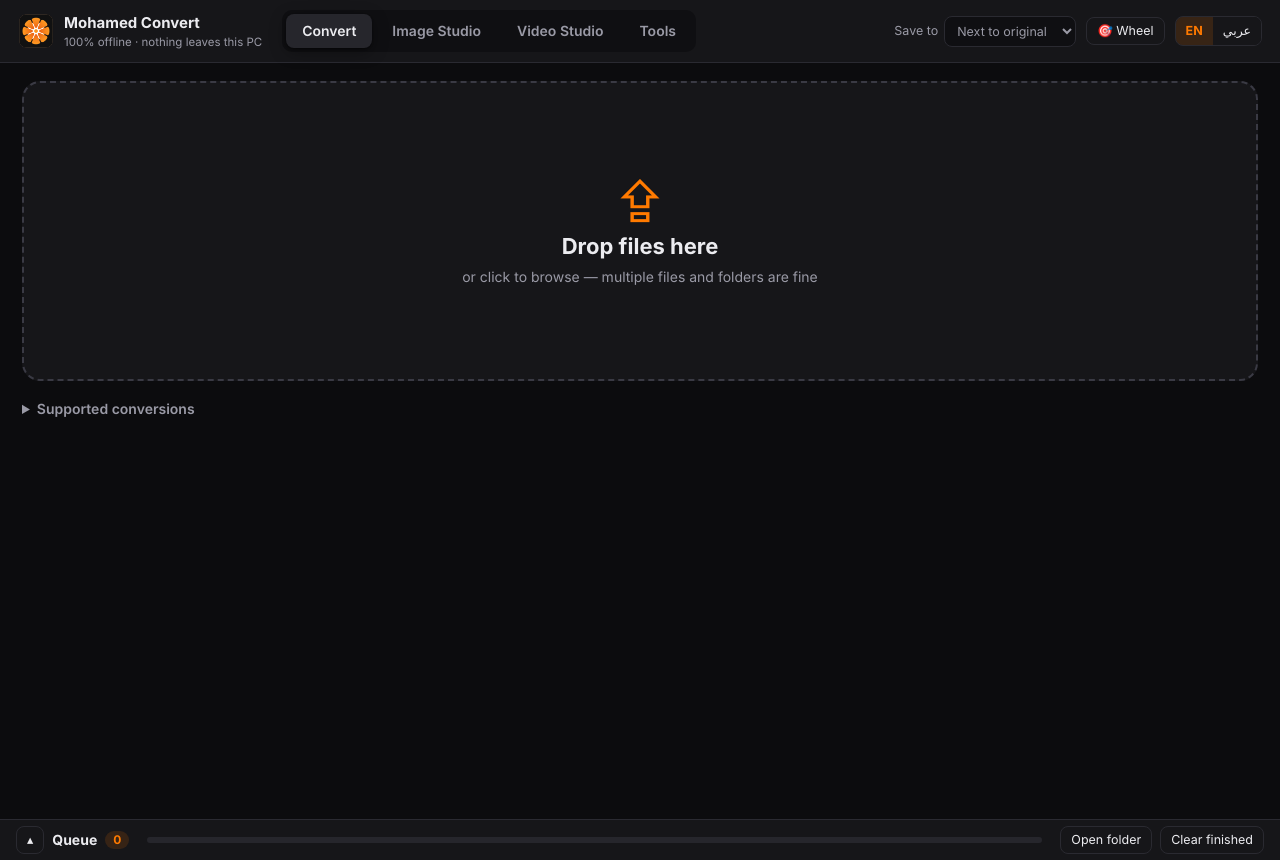 Mohamed Convert
100% offline · nothing leaves this PC
Convert
Image Studio
Video Studio
Tools
Save to
Next to original
🎯 Wheel
EN
عربي
Drop files here
or click to browse — multiple files and folders are fine
Supported conversions
Queue
0
Open folder
Clear finished